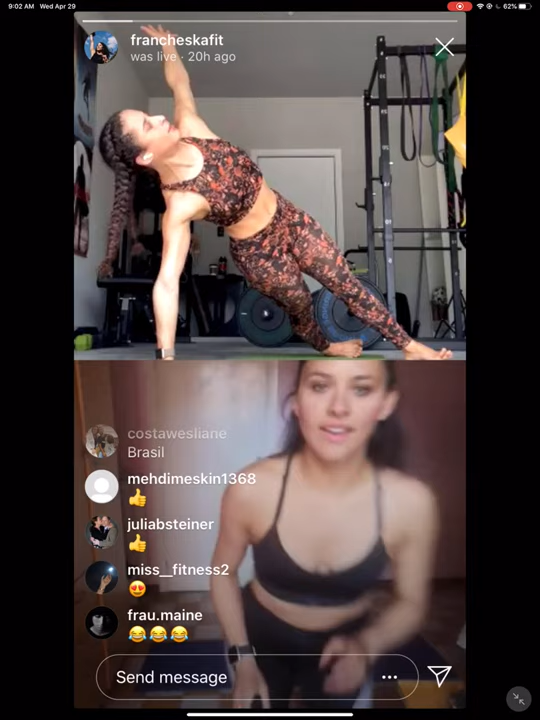 9:02 AM Wed Apr 29
62%
francheskafit
was live · 20h ago
costawesliane
Brasil
mehdimeskin1368
👍
juliabsteiner
👍
miss__fitness2
😍
frau.maine
😂😂😂
Send message